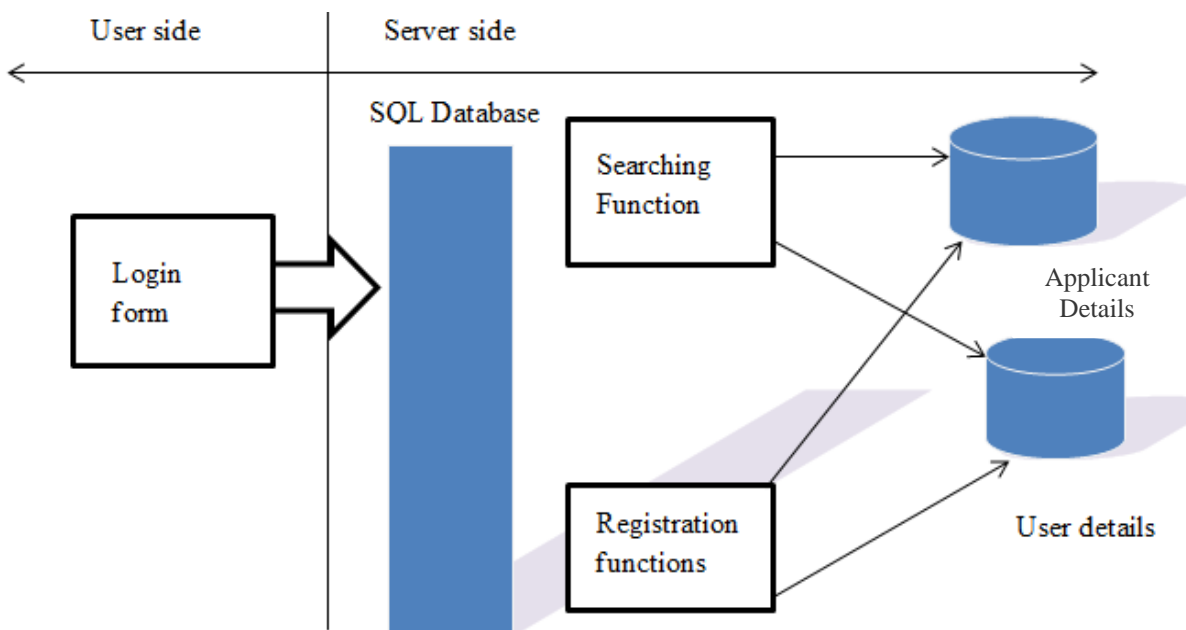 User side
Server side
SQL Database
Searching
Function
Login
form
Applicant
Details
Registration
functions
User details